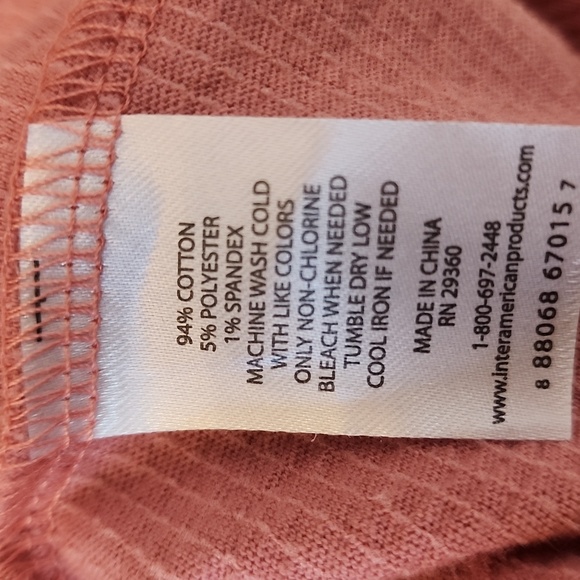 94% COTTON
5% POLYESTER
1% SPANDEX
MACHINE WASH COLD
WITH LIKE COLORS
ONLY NON-CHLORINE
BLEACH WHEN NEEDED
TUMBLE DRY LOW
COOL IRON IF NEEDED
MADE IN CHINA
RN 29360
1-800-697-2448
www.interamericanproducts.com
8 88068 67015 7